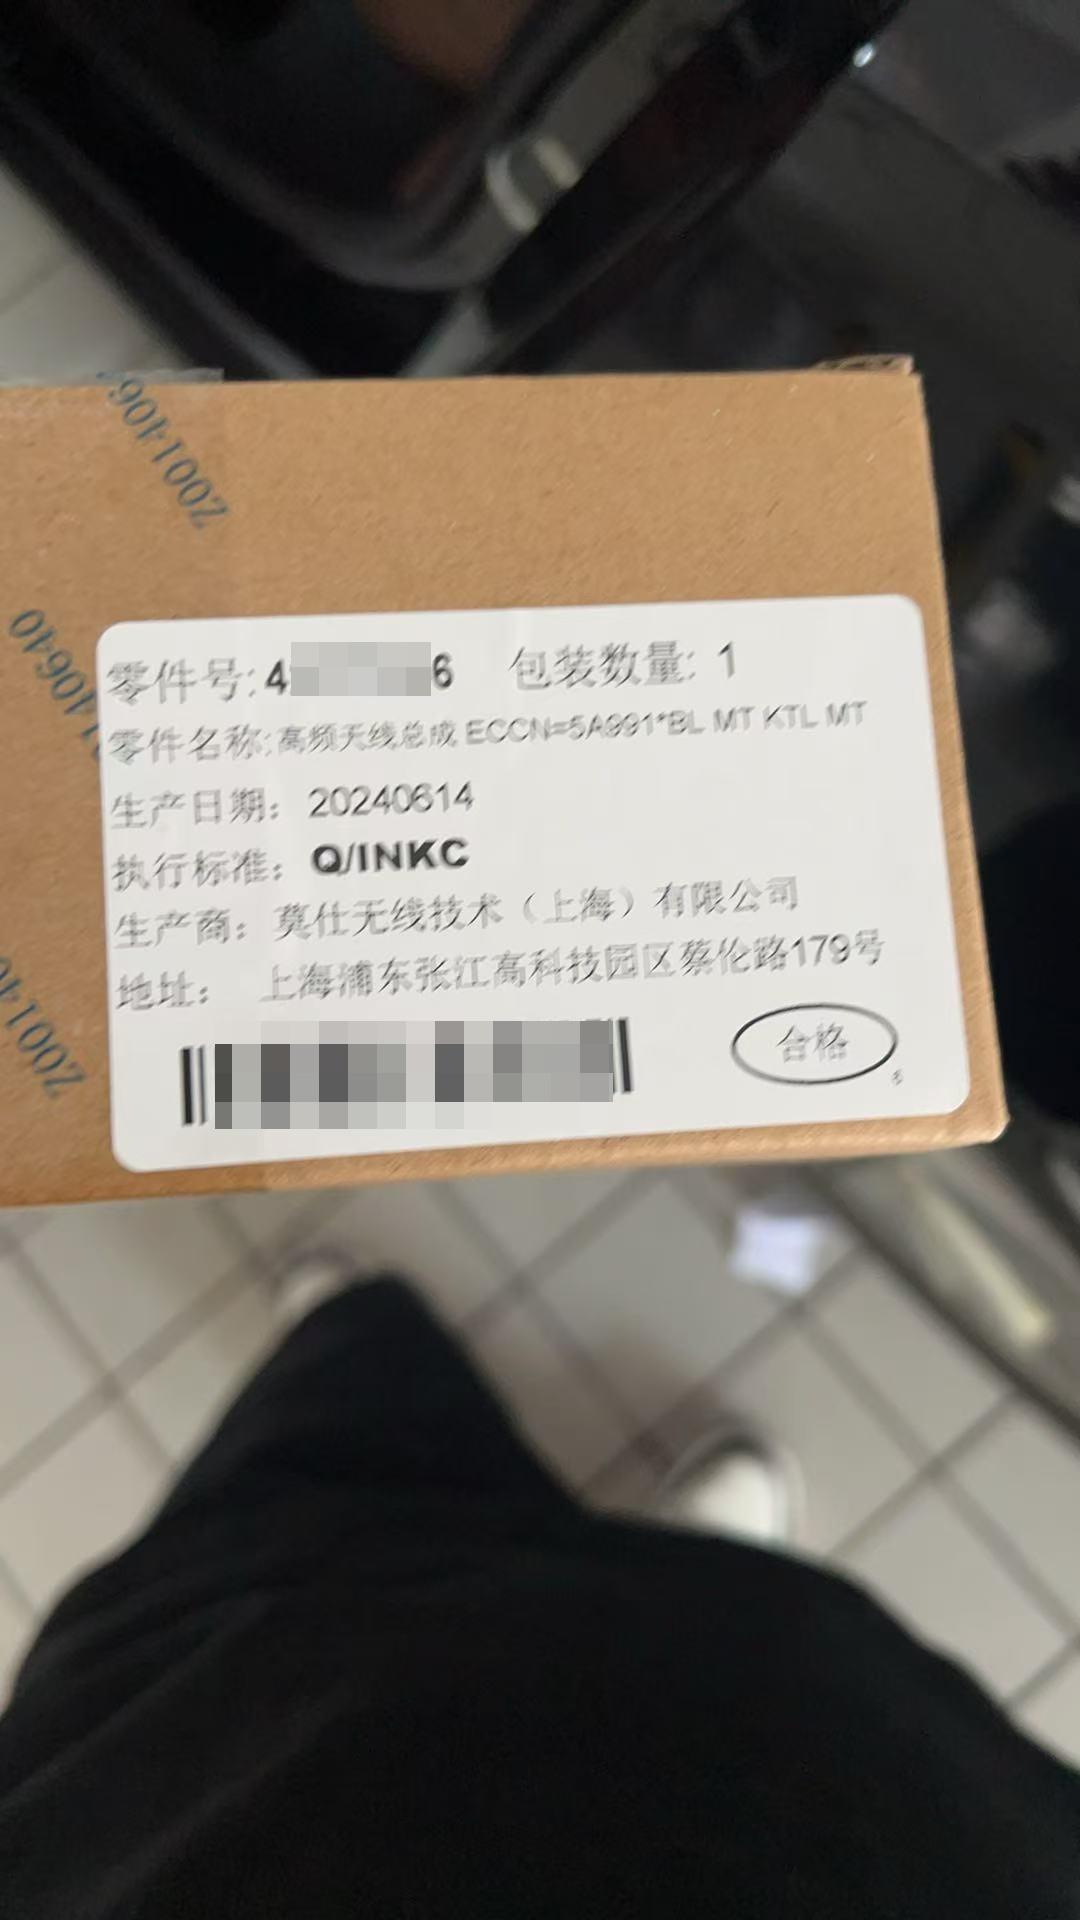 2001406
2001406 40
零件号: 4 6 包装数量: 1
零件名称: 高频天线总成 ECCN=5A991*BL MT KTL MT
生产日期: 20240614
执行标准: Q/INKC
生产商: 莫仕无线技术（上海）有限公司
地址: 上海浦东张江高科技园区蔡伦路179号
合格
6
200140